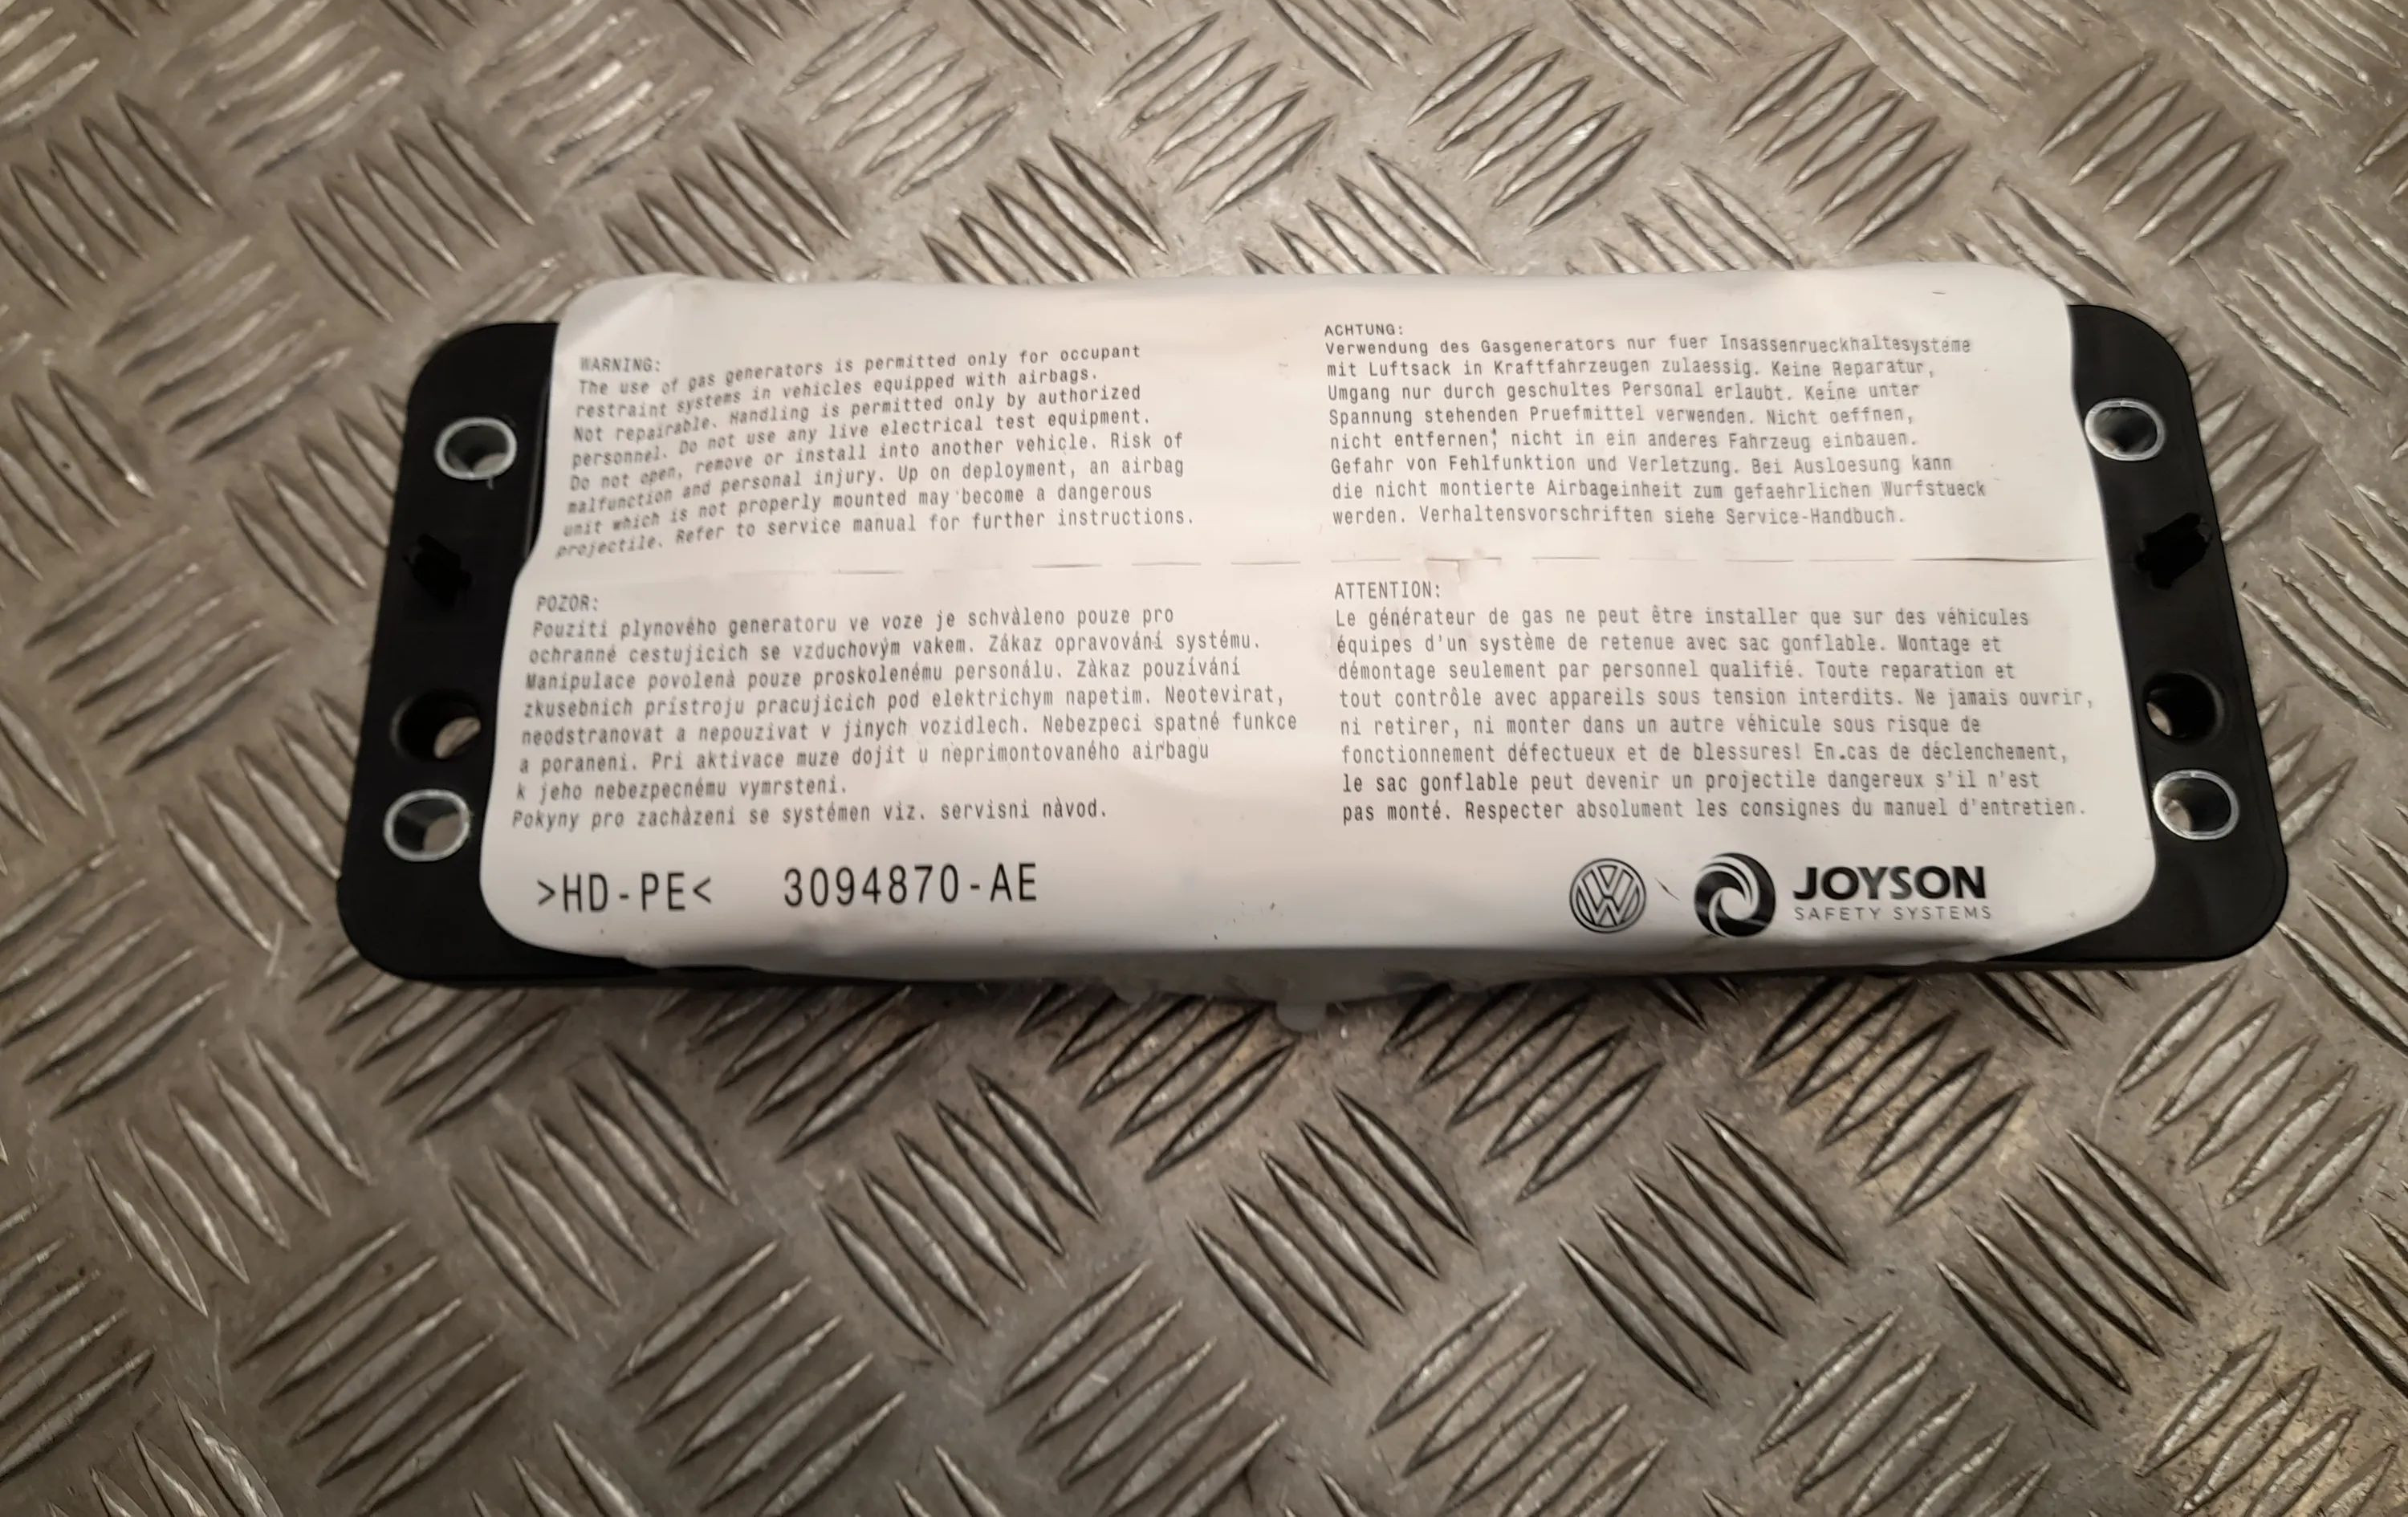 WARNING:
The use of gas generators is permitted only for occupant
restraint systems in vehicles equipped with airbags.
Not repairable. Handling is permitted only by authorized
personnel. Do not use any live electrical test equipment.
Do not open, remove or install into another vehicle. Risk of
malfunction and personal injury. Up on deployment, an airbag
unit which is not properly mounted may become a dangerous
projectile. Refer to service manual for further instructions.
ACHTUNG:
Verwendung des Gasgenerators nur fuer Insassenrueckhaltesysteme
mit Luftsack in Kraftfahrzeugen zulaessig. Keine Reparatur,
Umgang nur durch geschultes Personal erlaubt. Keine unter
Spannung stehenden Pruefmittel verwenden. Nicht oeffnen,
nicht entfernen, nicht in ein anderes Fahrzeug einbauen.
Gefahr von Fehlfunktion und Verletzung. Bei Ausloesung kann
die nicht montierte Airbageinheit zum gefaehrlichen Wurfstueck
werden. Verhaltensvorschriften siehe Service-Handbuch.
POZOR:
Pouziti plynového generatoru ve voze je schvàleno pouze pro
ochranné cestujicich se vzduchovým vakem. Zákaz opravování systému.
Manipulace povolenà pouze proskolenému personálu. Zàkaz pouzívání
zkusebnich pristroju pracujicich pod elektrichym napetim. Neotevirat,
neodstranovat a nepouzivat v jinych vozidlech. Nebezpeci spatné funkce
a poraneni. Pri aktivace muze dojit u neprimontovaného airbagu
k jeho nebezpecnému vymrsteni.
Pokyny pro zachàzeni se systémen viz. servisni nàvod.
ATTENTION:
Le générateur de gas ne peut être installer que sur des véhicules
équipes d'un système de retenue avec sac gonflable. Montage et
démontage seulement par personnel qualifié. Toute reparation et
tout contrôle avec appareils sous tension interdits. Ne jamais ouvrir,
ni retirer, ni monter dans un autre véhicule sous risque de
fonctionnement défectueux et de blessures! En.cas de déclenchement,
le sac gonflable peut devenir un projectile dangereux s'il n'est
pas monté. Respecter absolument les consignes du manuel d'entretien.
>HD-PE< 3094870-AE
JOYSON
SAFETY SYSTEMS